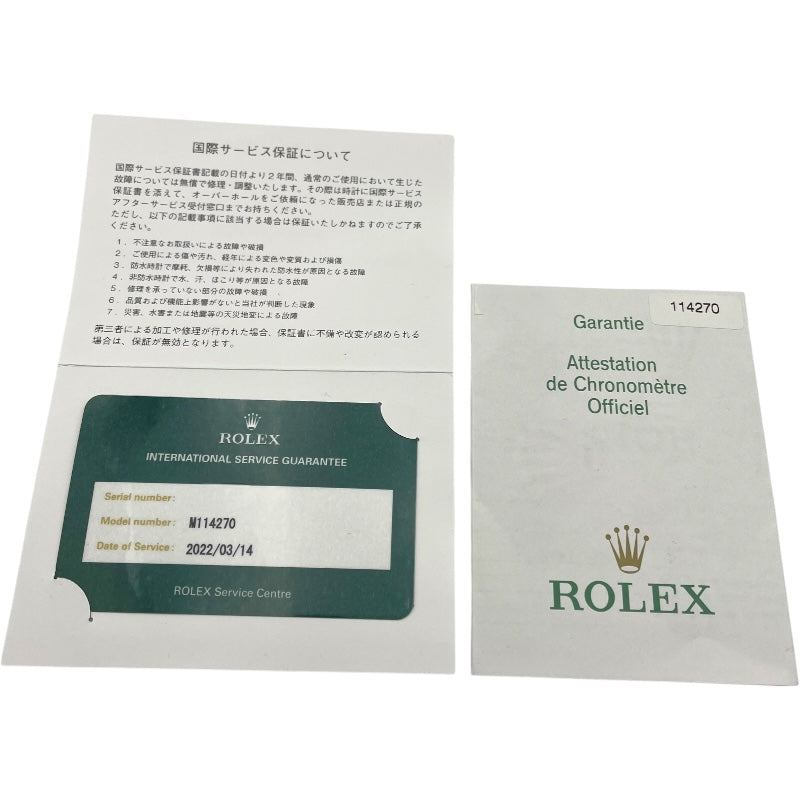 国際サービス保証について
国際サービス保証書記載の日付より2年間、通常のご使用において生じた
故障については無償で修理・調整いたします。その際は時計に国際サービス
保証書を添えて、オーバーホールをご依頼になった販売店または正規の
アフターサービス受付窓口までお持ちください。
ただし、以下の記載事項に該当する場合は保証いたしかねますのでご了承
ください。
1. 不注意なお取扱いによる故障や破損
2. ご使用による傷や汚れ、経年による変色や変質および損傷
3. 防水時計で摩耗、欠損等により失われた防水性が原因となる故障
4. 非防水時計で水、汗、ほこり等が原因となる故障
5. 修理を承っていない部分の故障や破損
6. 品質および機能上影響がないと当社が判断した現象
7. 災害、水害または地震等の天災地変による故障
第三者による加工や修理が行われた場合、保証書に不備や改変が認められる
場合は、保証が無効となります。
ROLEX
INTERNATIONAL SERVICE GUARANTEE
Serial number:
Model number: M114270
Date of Service: 2022/03/14
ROLEX Service Centre
114270
Garantie
Attestation
de Chronomètre
Officiel
ROLEX